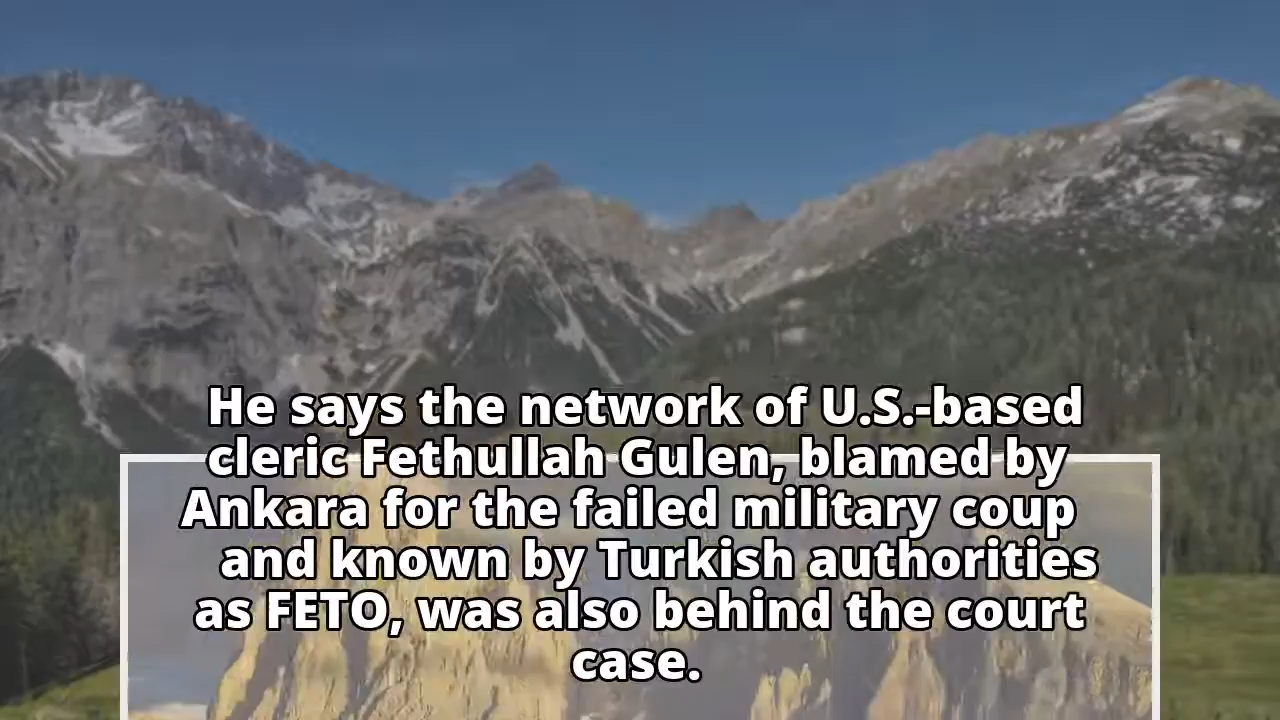 He says the network of U.S.-based
cleric Fethullah Gulen, blamed by
Ankara for the failed military coup
and known by Turkish authorities
as FETO, was also behind the court
case.